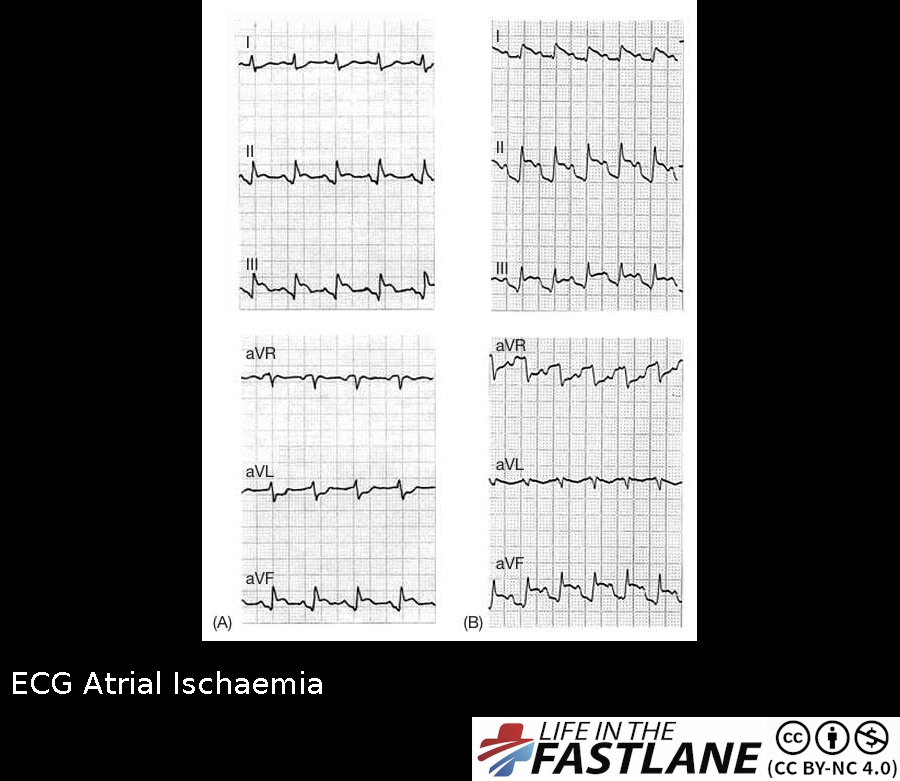 I
II
III
aVR
aVL
aVF
(A)
I
II
III
aVR
aVL
aVF
(B)
ECG Atrial Ischaemia
LIFE IN THE
FASTLANE
cc
(CC BY-NC 4.0)